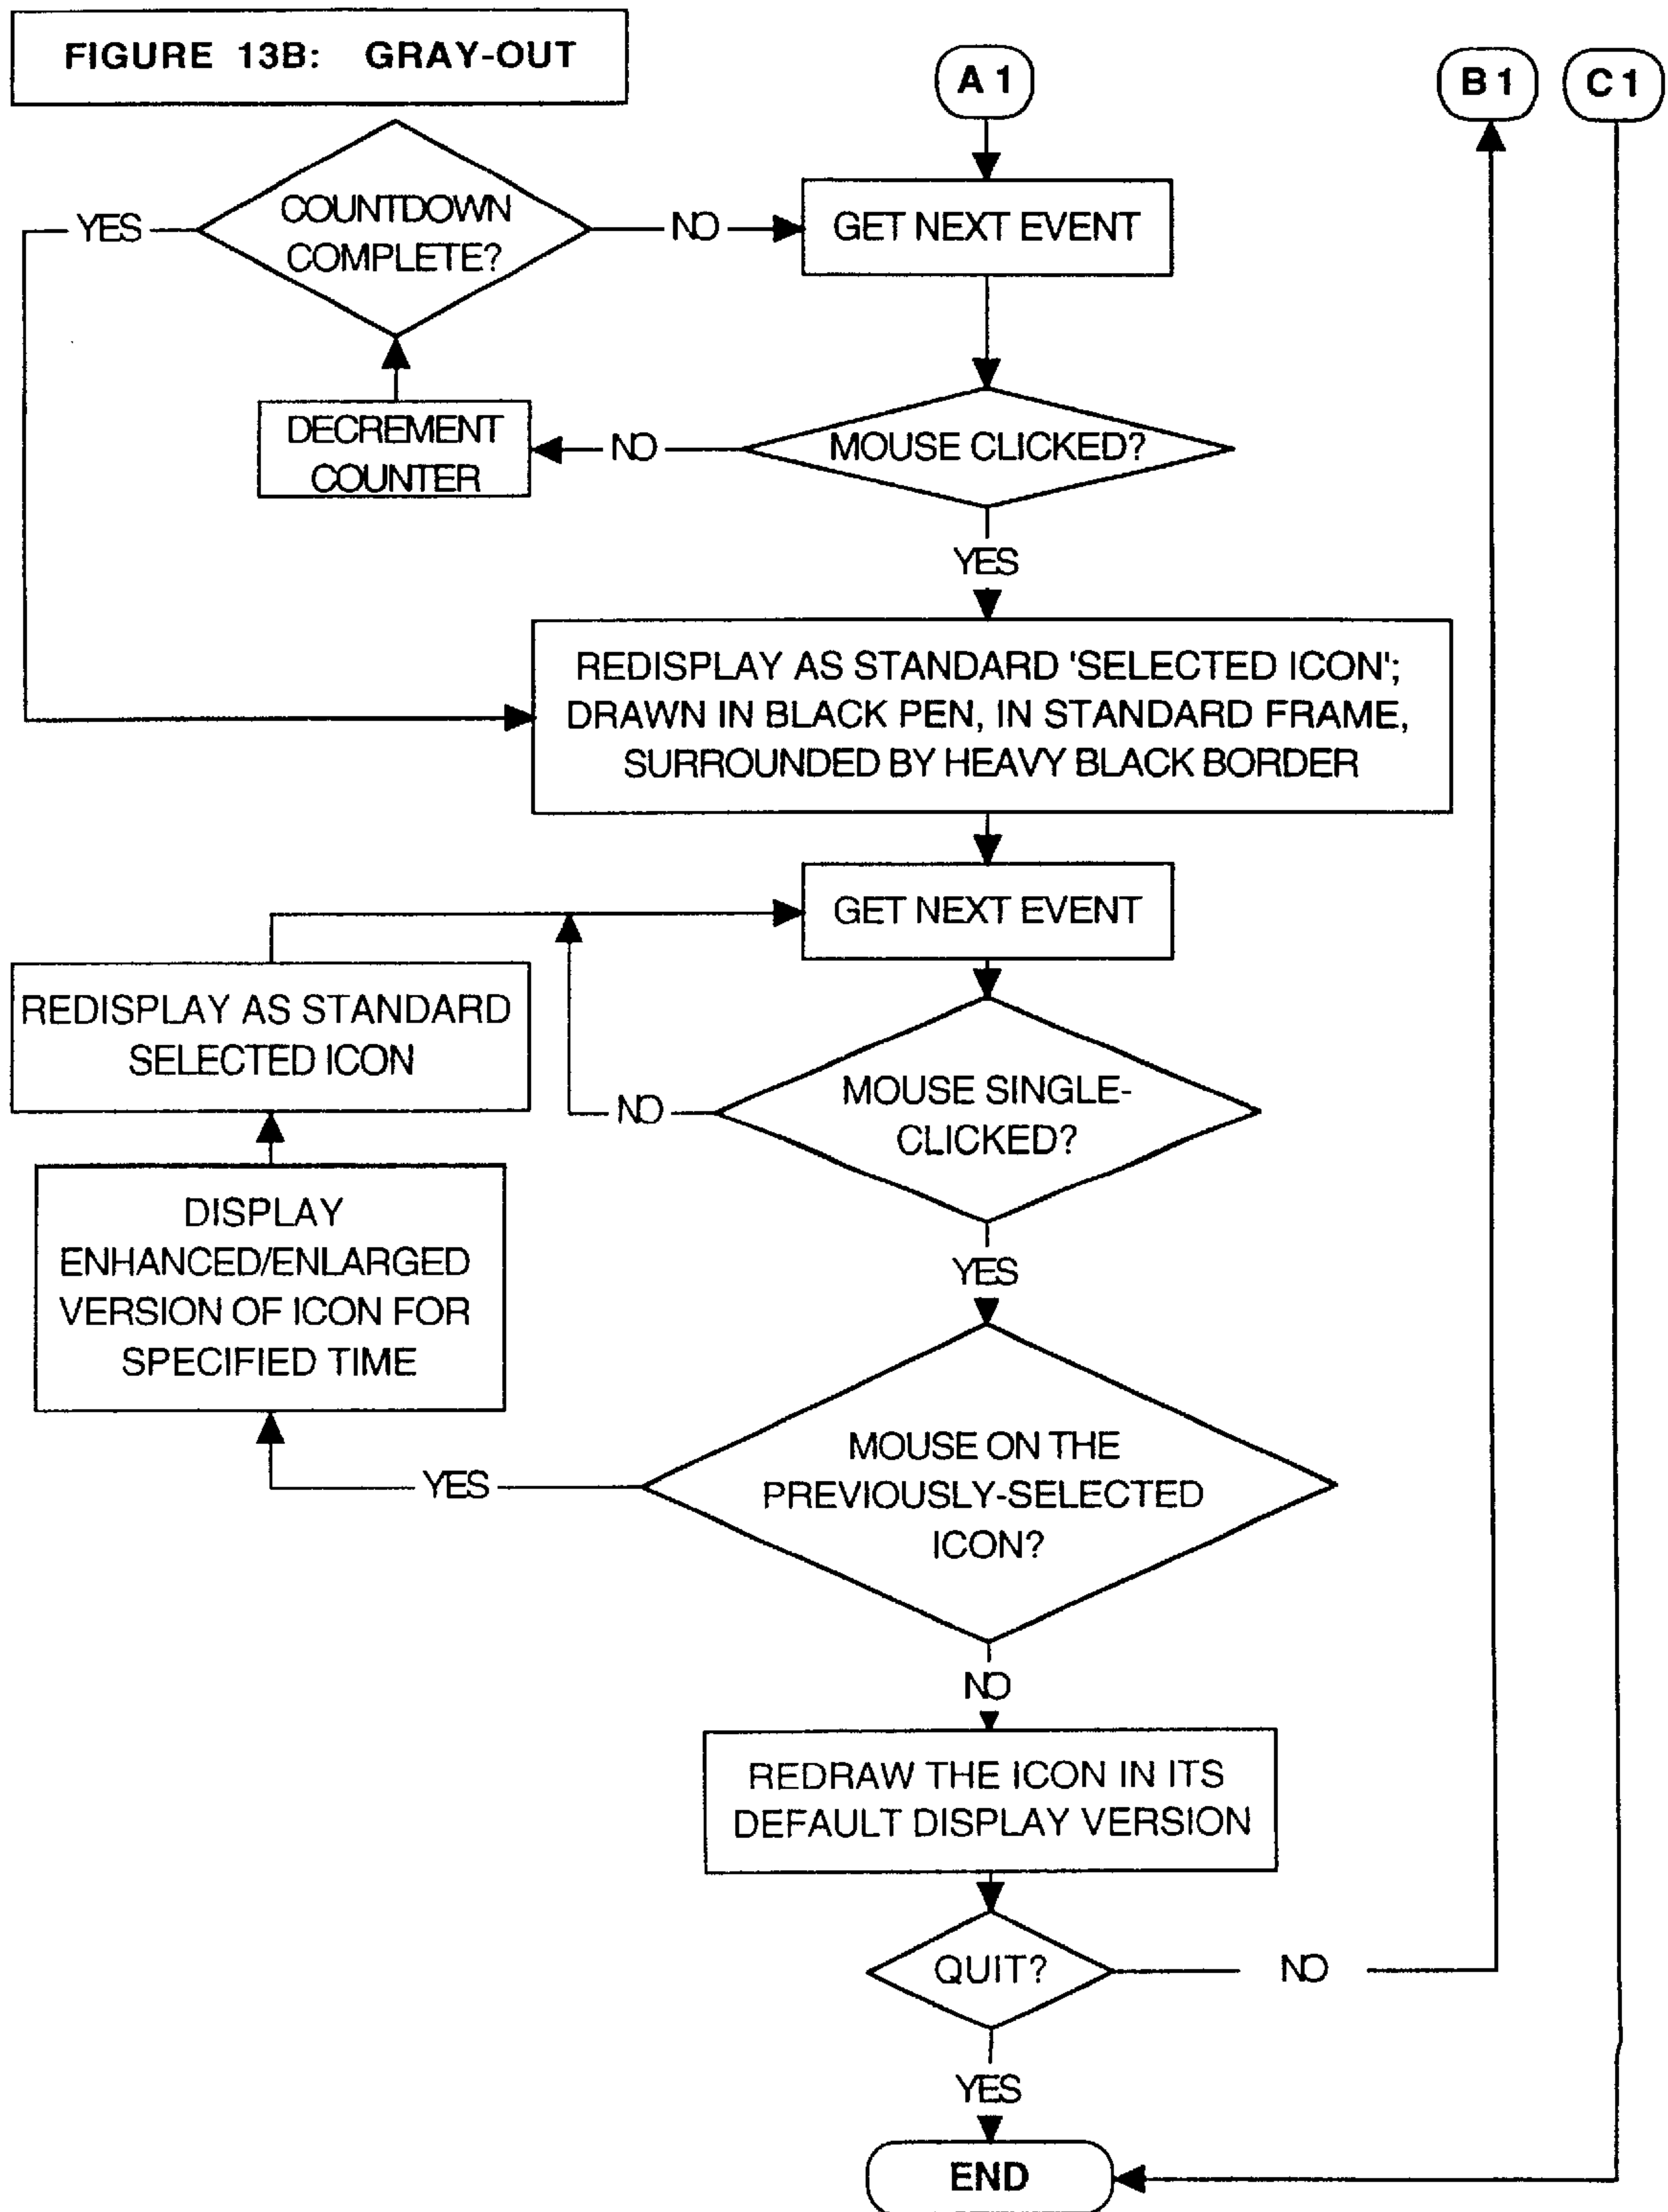 FIGURE 13B: GRAY-OUT
A1
B1
C1
COUNTDOWN
COMPLETE?
YES
NO
GET NEXT EVENT
DECREMENT
COUNTER
NO
MOUSE CLICKED?
YES
REDISPLAY AS STANDARD 'SELECTED ICON';
DRAWN IN BLACK PEN, IN STANDARD FRAME,
SURROUNDED BY HEAVY BLACK BORDER
GET NEXT EVENT
REDISPLAY AS STANDARD
SELECTED ICON
NO
MOUSE SINGLE-
CLICKED?
DISPLAY
ENHANCED/ENLARGED
VERSION OF ICON FOR
SPECIFIED TIME
YES
YES
MOUSE ON THE
PREVIOUSLY-SELECTED
ICON?
NO
REDRAW THE ICON IN ITS
DEFAULT DISPLAY VERSION
QUIT?
NO
YES
END